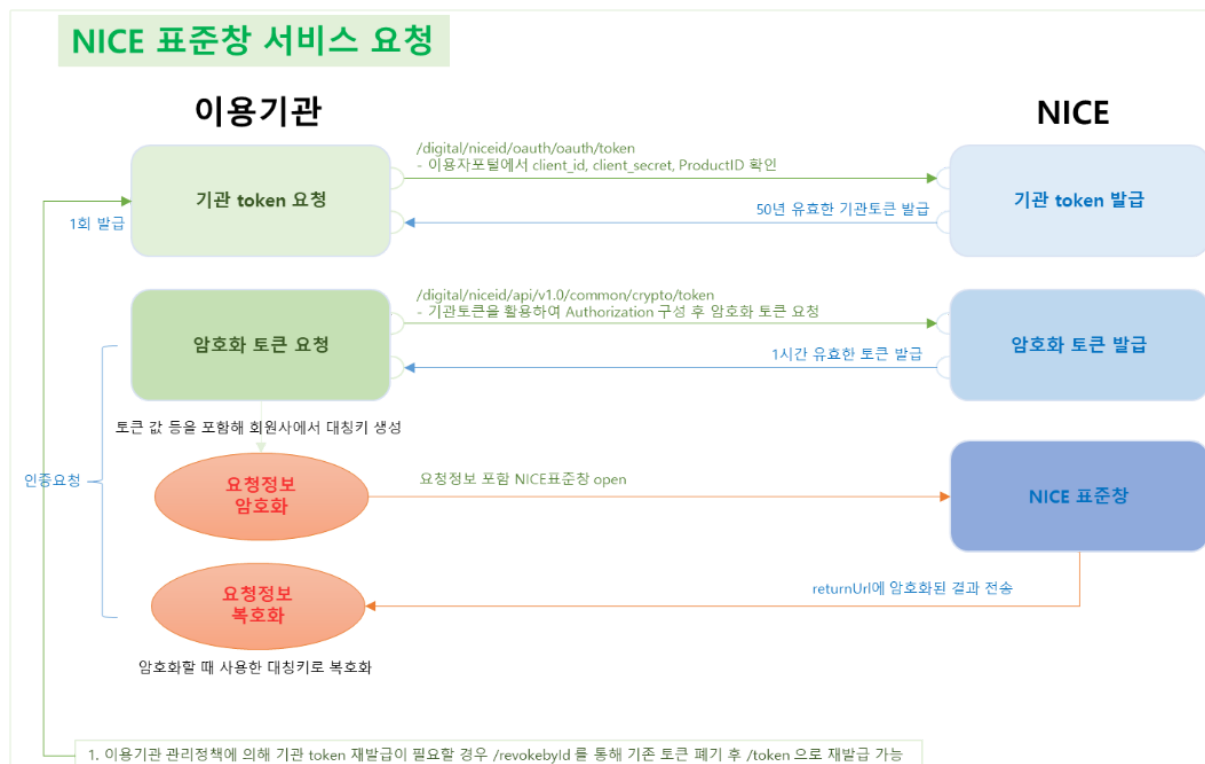 NICE 표준창 서비스 요청
이용기관
NICE
/digital/niceid/oauth/oauth/token
- 이용자포털에서 client_id, client_secret, ProductID 확인
기관 token 요청
기관 token 발급
1회 발급
50년 유효한 기관토큰 발급
/digital/niceid/api/v1.0/common/crypto/token
- 기관토큰을 활용하여 Authorization 구성 후 암호화 토큰 요청
암호화 토큰 요청
암호화 토큰 발급
1시간 유효한 토큰 발급
토큰 값 등을 포함해 회원사에서 대칭키 생성
인증요청
요청정보
암호화
요청정보 포함 NICE표준창 open
NICE 표준창
요청정보
복호화
returnUrl에 암호화된 결과 전송
암호화할 때 사용한 대칭키로 복호화
1. 이용기관 관리정책에 의해 기관 token 재발급이 필요할 경우 /revokebyId 를 통해 기존 토큰 폐기 후 /token 으로 재발급 가능